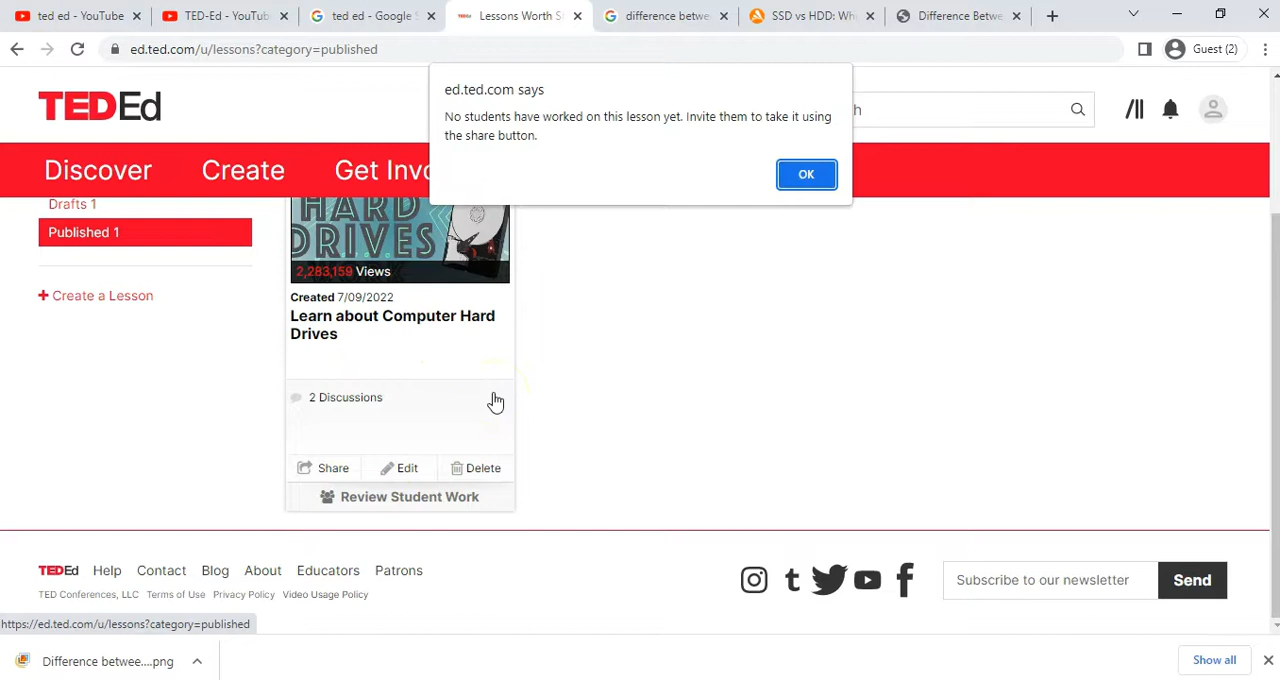 ted ed - YouTube
TED-Ed - YouTub
ted ed - Google S
Lessons Worth S
difference betwe
SSD vs HDD: Wh
Difference Betwe
ed.ted.com/u/lessons?category=published
Guest (2)
ed.ted.com says
No students have worked on this lesson yet. Invite them to take it using
the share button.
OK
TEDEd
h
Discover
Create
Get Invo
Drafts 1
Published 1
+ Create a Lesson
HARD
DRIVES
2,283,159 Views
Created 7/09/2022
Learn about Computer Hard
Drives
2 Discussions
Share
Edit
Delete
Review Student Work
TEDEd
Help
Contact
Blog
About
Educators
Patrons
TED Conferences, LLC
Terms of Use
Privacy Policy
Video Usage Policy
Subscribe to our newsletter
Send
https://ed.ted.com/u/lessons?category=published
Difference betwee....png
Show all